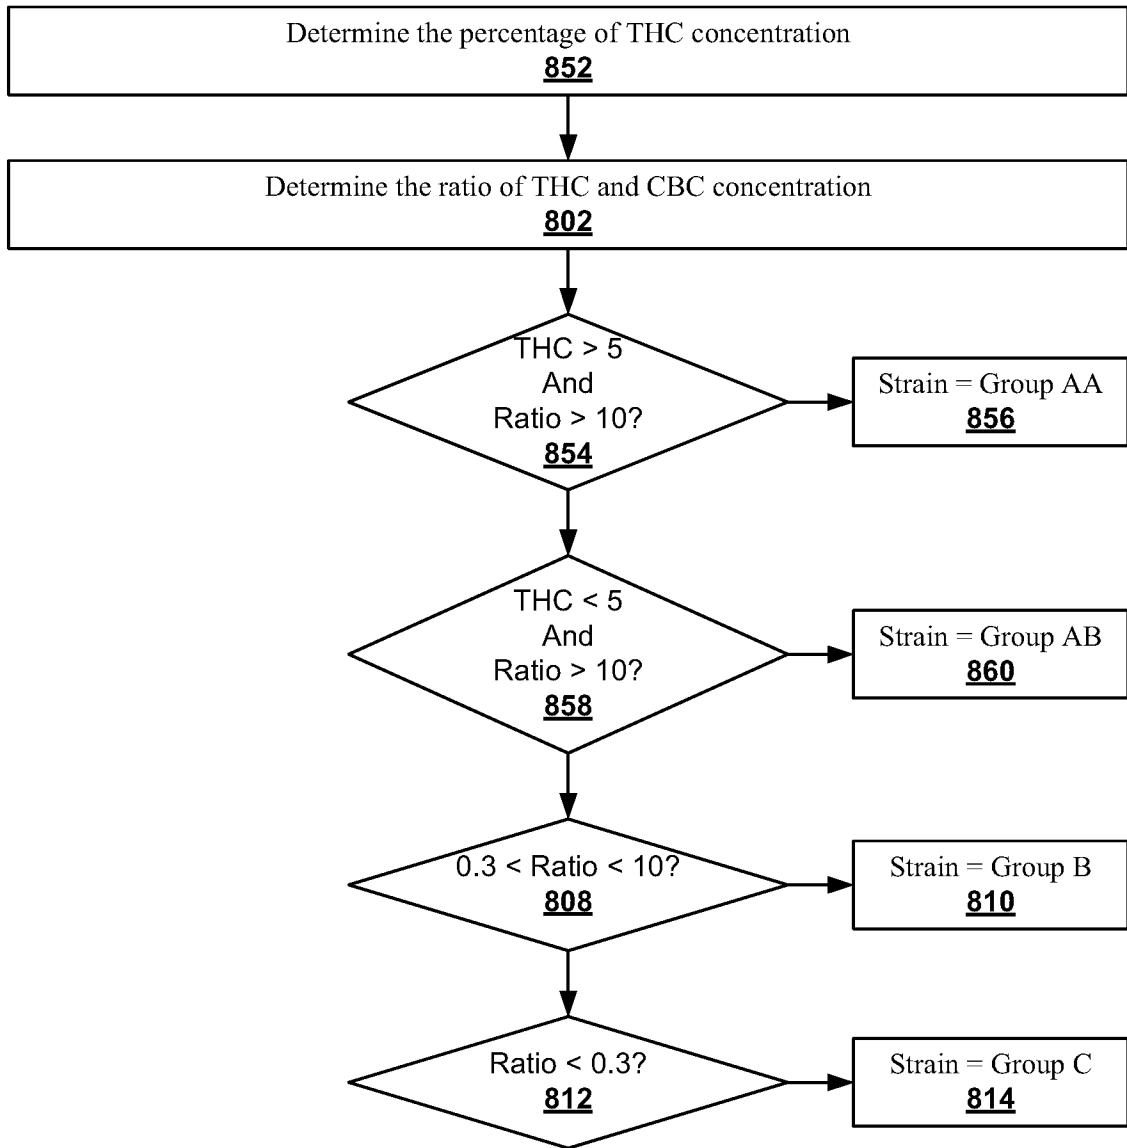 Determine the percentage of THC concentration
852
Determine the ratio of THC and CBC concentration
802
THC > 5
And
Ratio > 10?
854
Strain = Group AA
856
THC < 5
And
Ratio > 10?
858
Strain = Group AB
860
0.3 < Ratio < 10?
808
Strain = Group B
810
Ratio < 0.3?
812
Strain = Group C
814